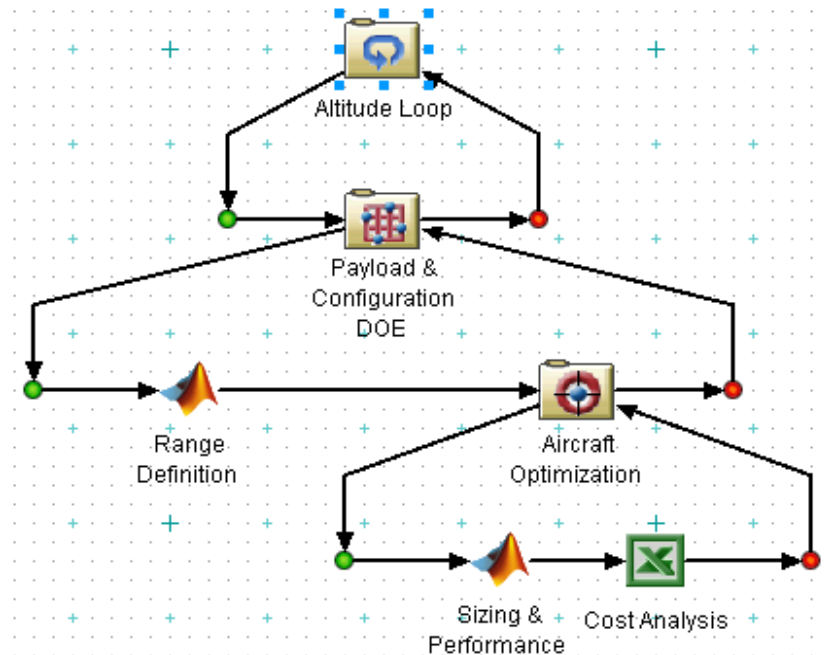 Altitude Loop
Payload &
Configuration
DOE
Range
Definition
Aircraft
Optimization
Sizing &
Performance
Cost Analysis